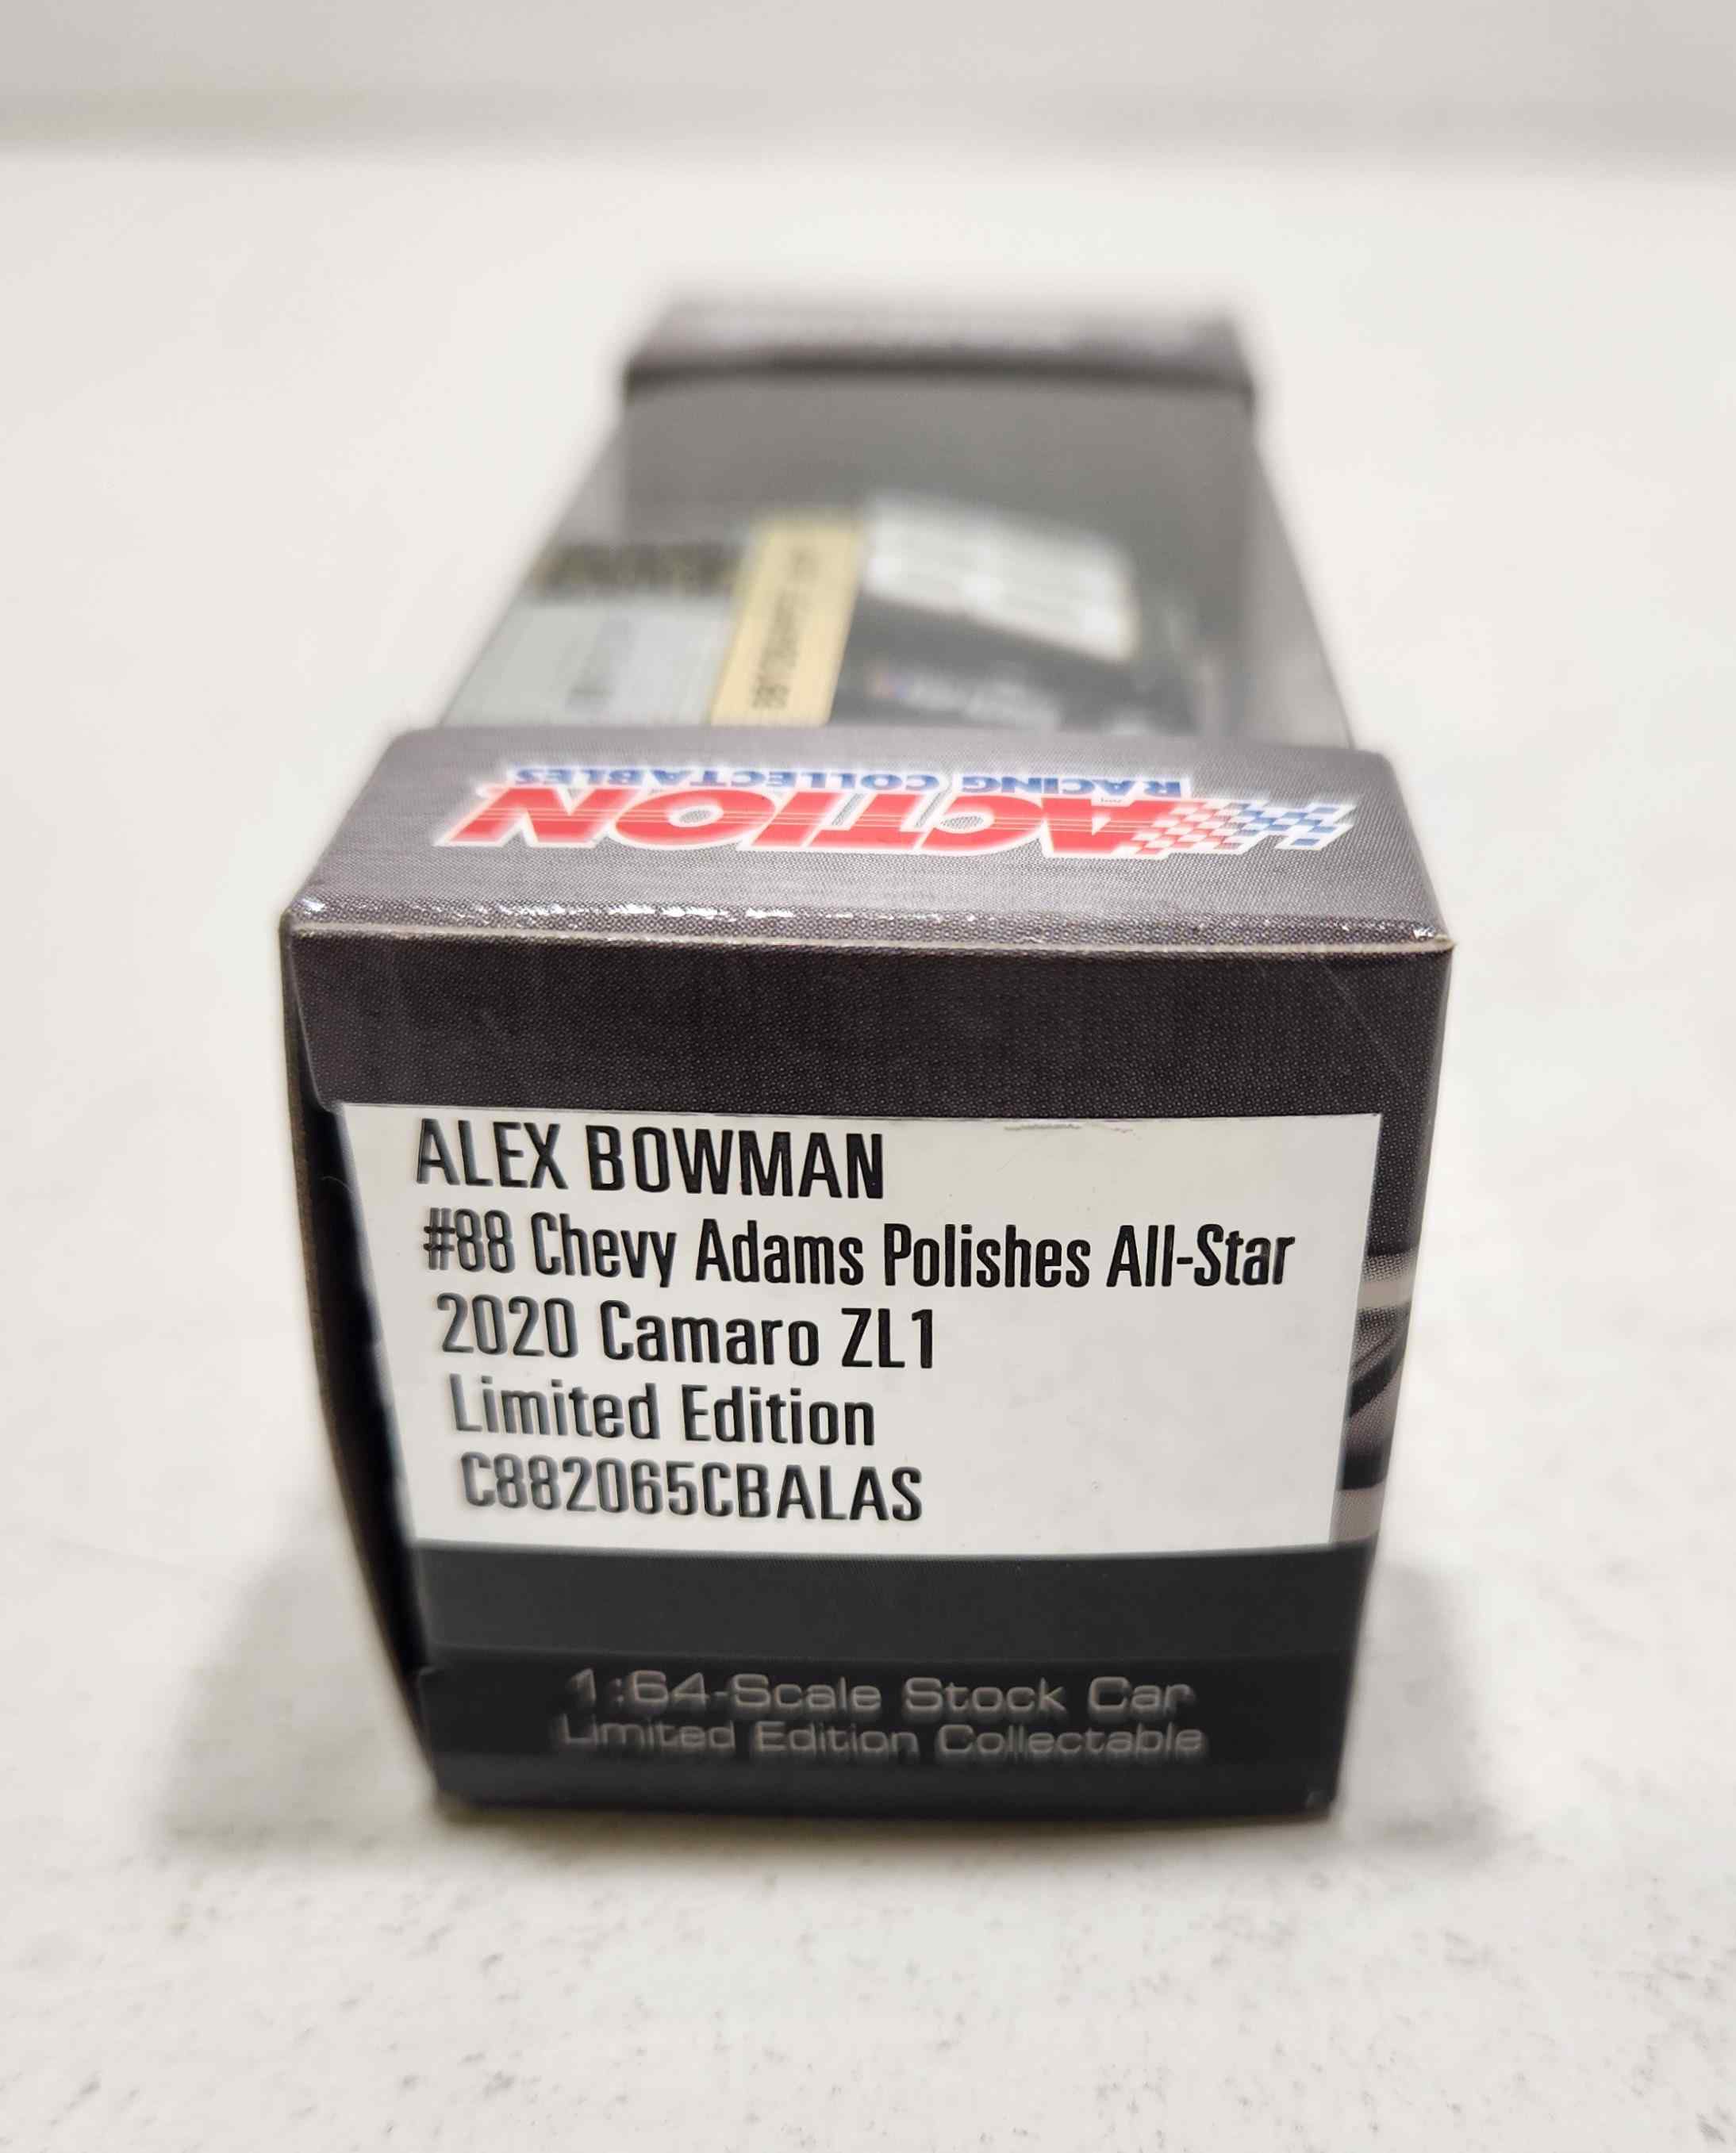 RACING COLLECTABLES
ACTION
ALEX BOWMAN
#88 Chevy Adams Polishes All-Star
2020 Camaro ZL1
Limited Edition
C882065CBALAS
1:64-Scale Stock Car
Limited Edition Collectable